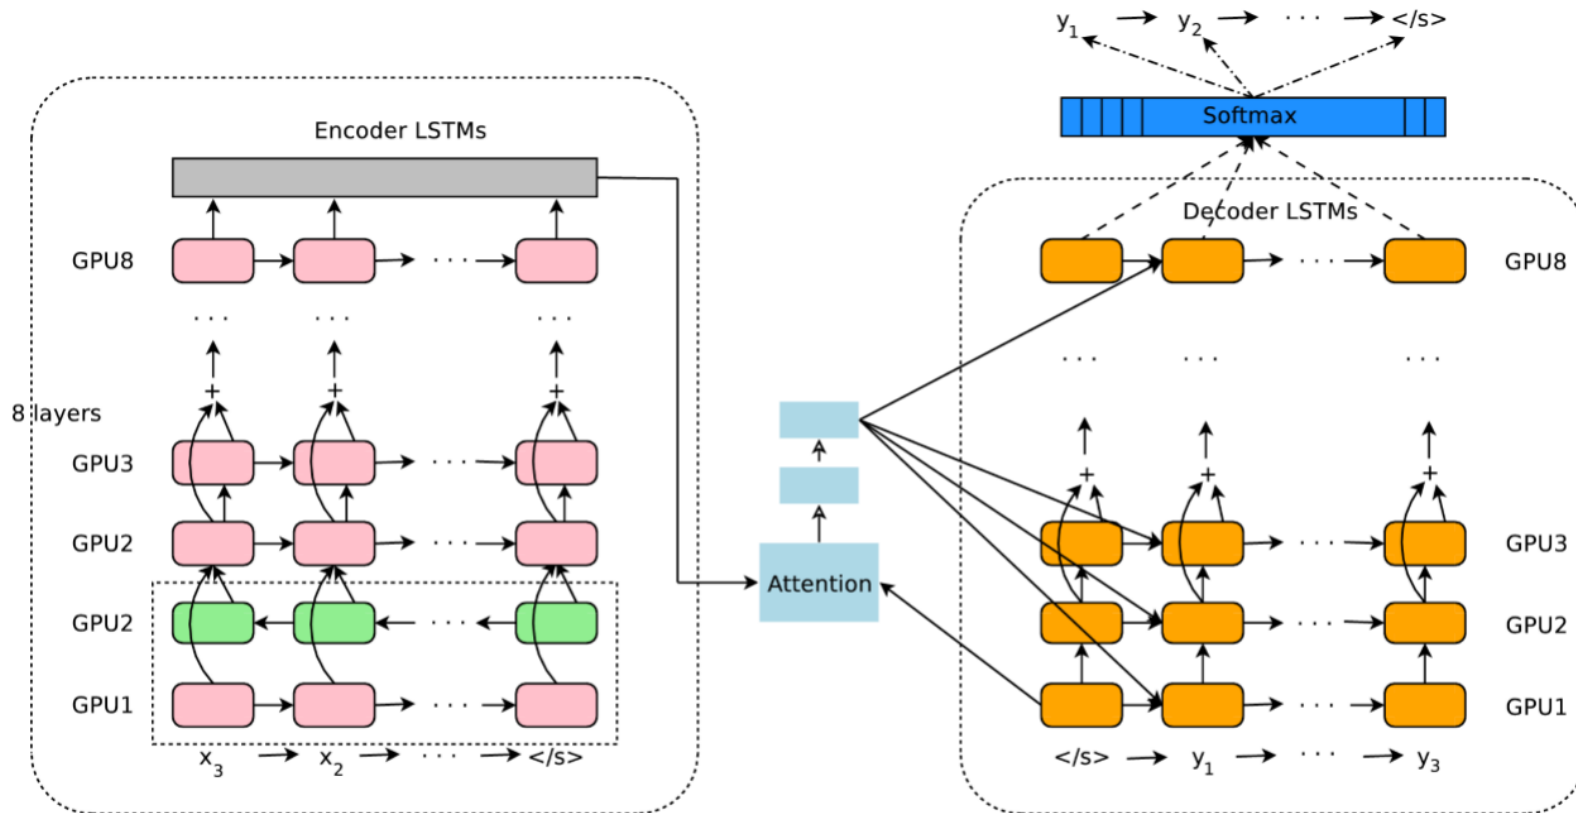 y1 y2 ... </s>
Softmax
Encoder LSTMs
Decoder LSTMs
GPU8 ... ... GPU8
... ... ... ... ... ...
+ + +
8 layers
GPU3 ...
+ + +
GPU2 ... ... GPU3
Attention
GPU2 ... ... GPU2
GPU1 ... ... GPU1
x3 x2 ... </s> </s> y1 ... y3